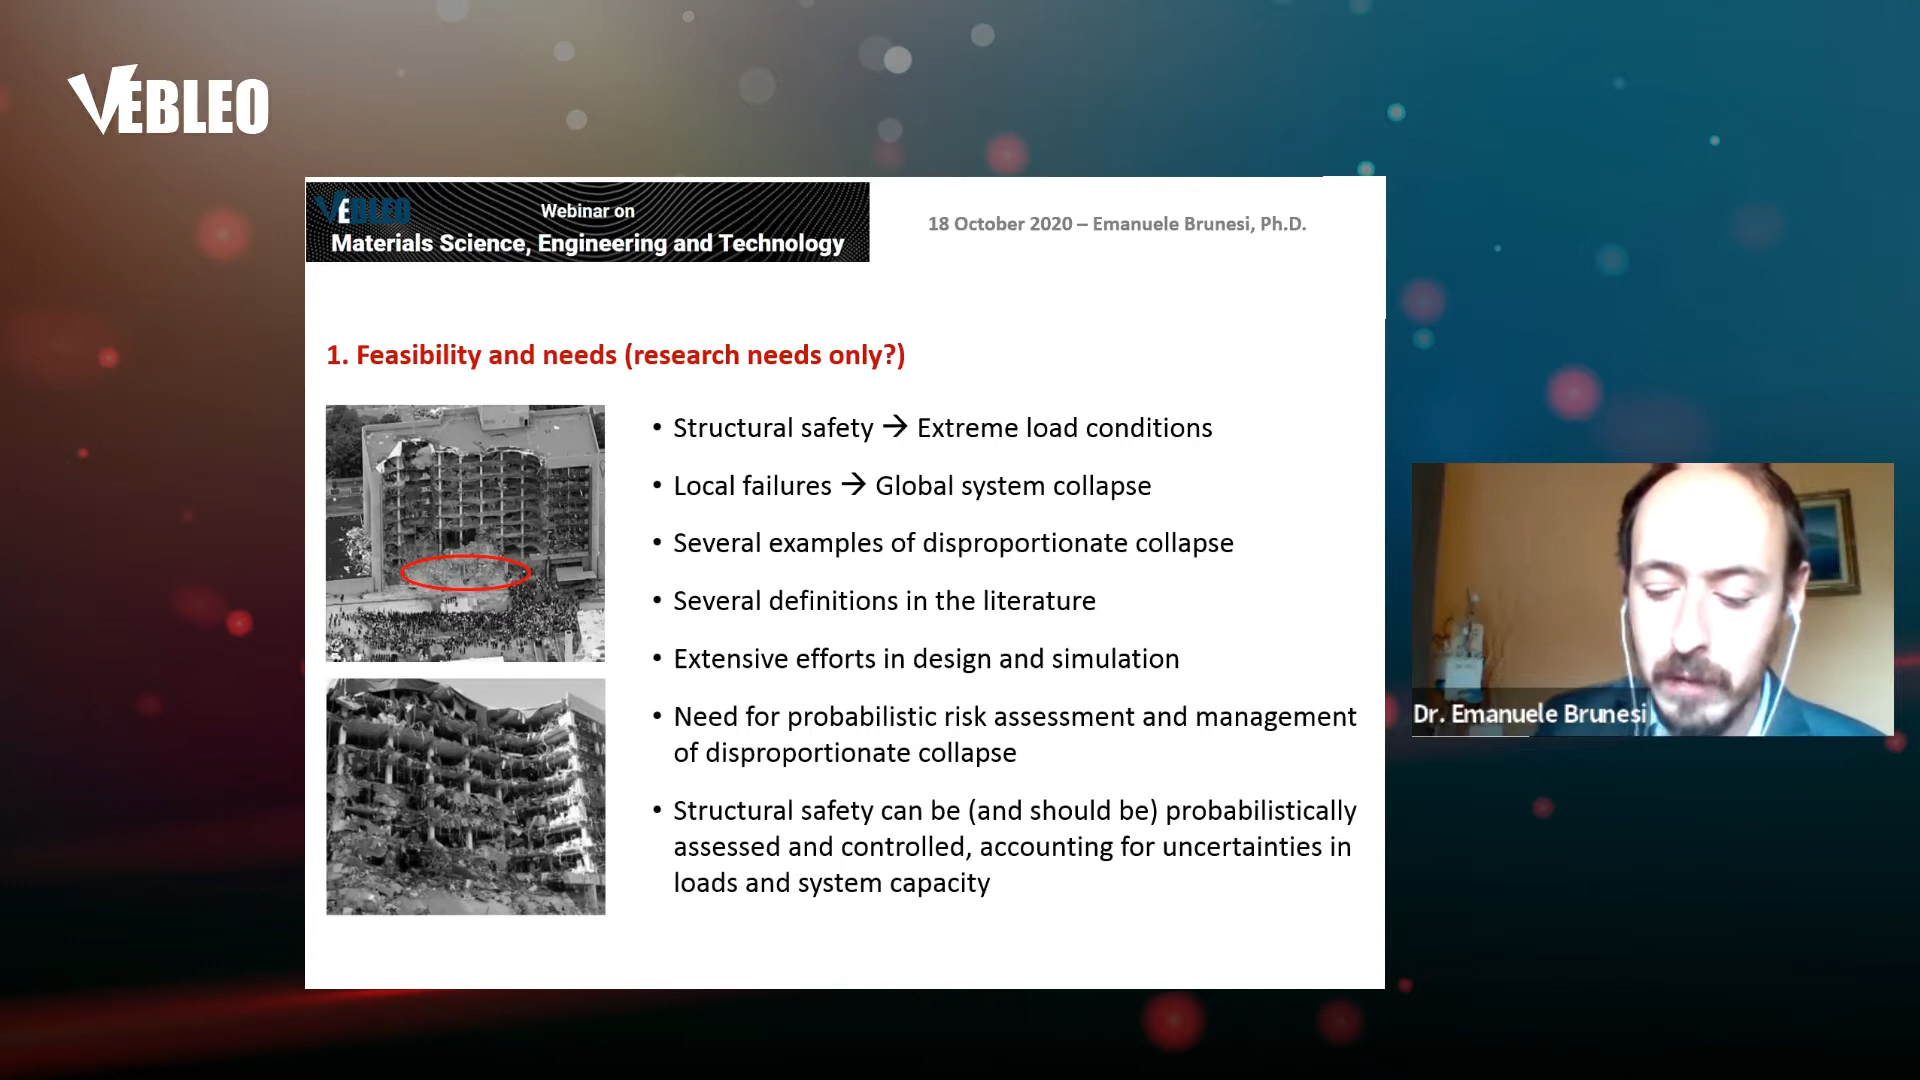 VEBLEO
VEBLEO
Webinar on
Materials Science, Engineering and Technology
18 October 2020 – Emanuele Brunesi, Ph.D.
1. Feasibility and needs (research needs only?)
• Structural safety → Extreme load conditions
• Local failures → Global system collapse
• Several examples of disproportionate collapse
• Several definitions in the literature
• Extensive efforts in design and simulation
• Need for probabilistic risk assessment and management
of disproportionate collapse
• Structural safety can be (and should be) probabilistically
assessed and controlled, accounting for uncertainties in
loads and system capacity
Dr. Emanuele Brunesi